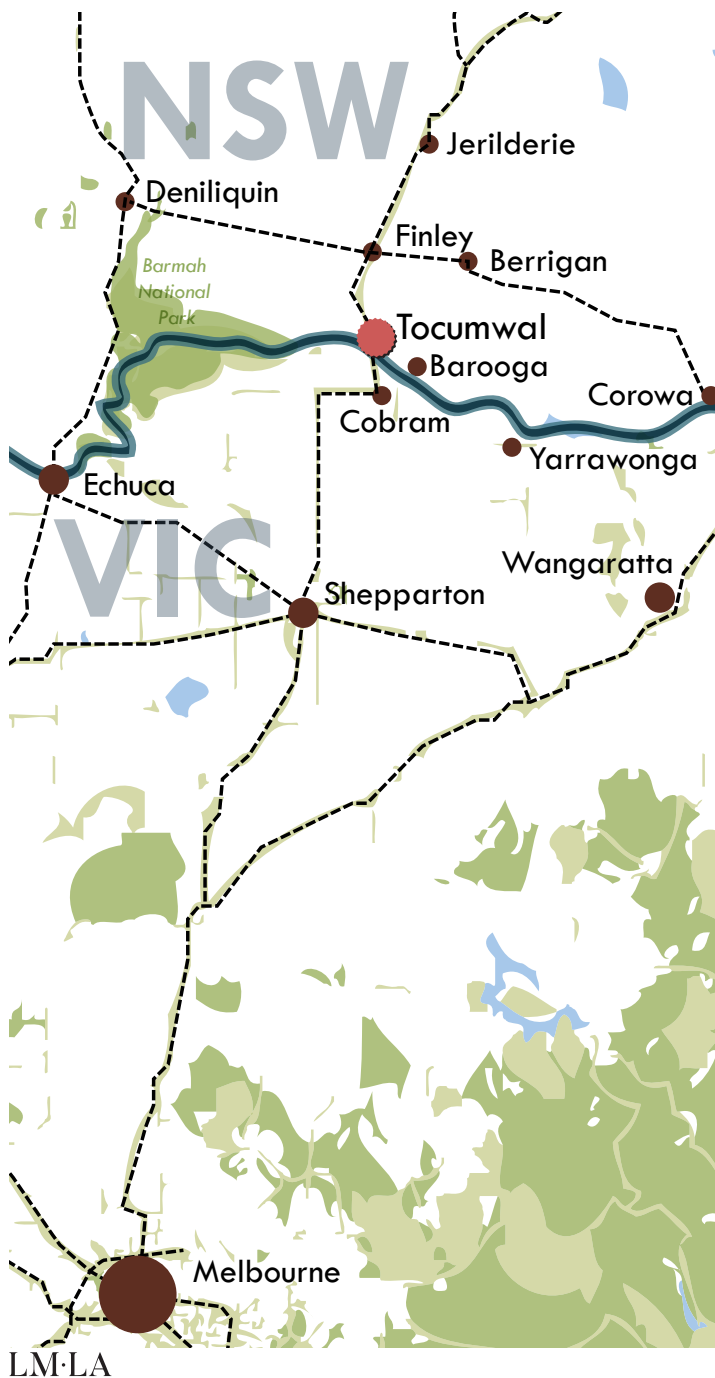 NSW
Jerilderie
Deniliquin
Finley
Berrigan
Barmah
National
Park
Tocumwal
Barooga
Corowa
Cobram
Yarrawonga
Echuca
VIC
Wangaratta
Shepparton
Melbourne
LM·LA